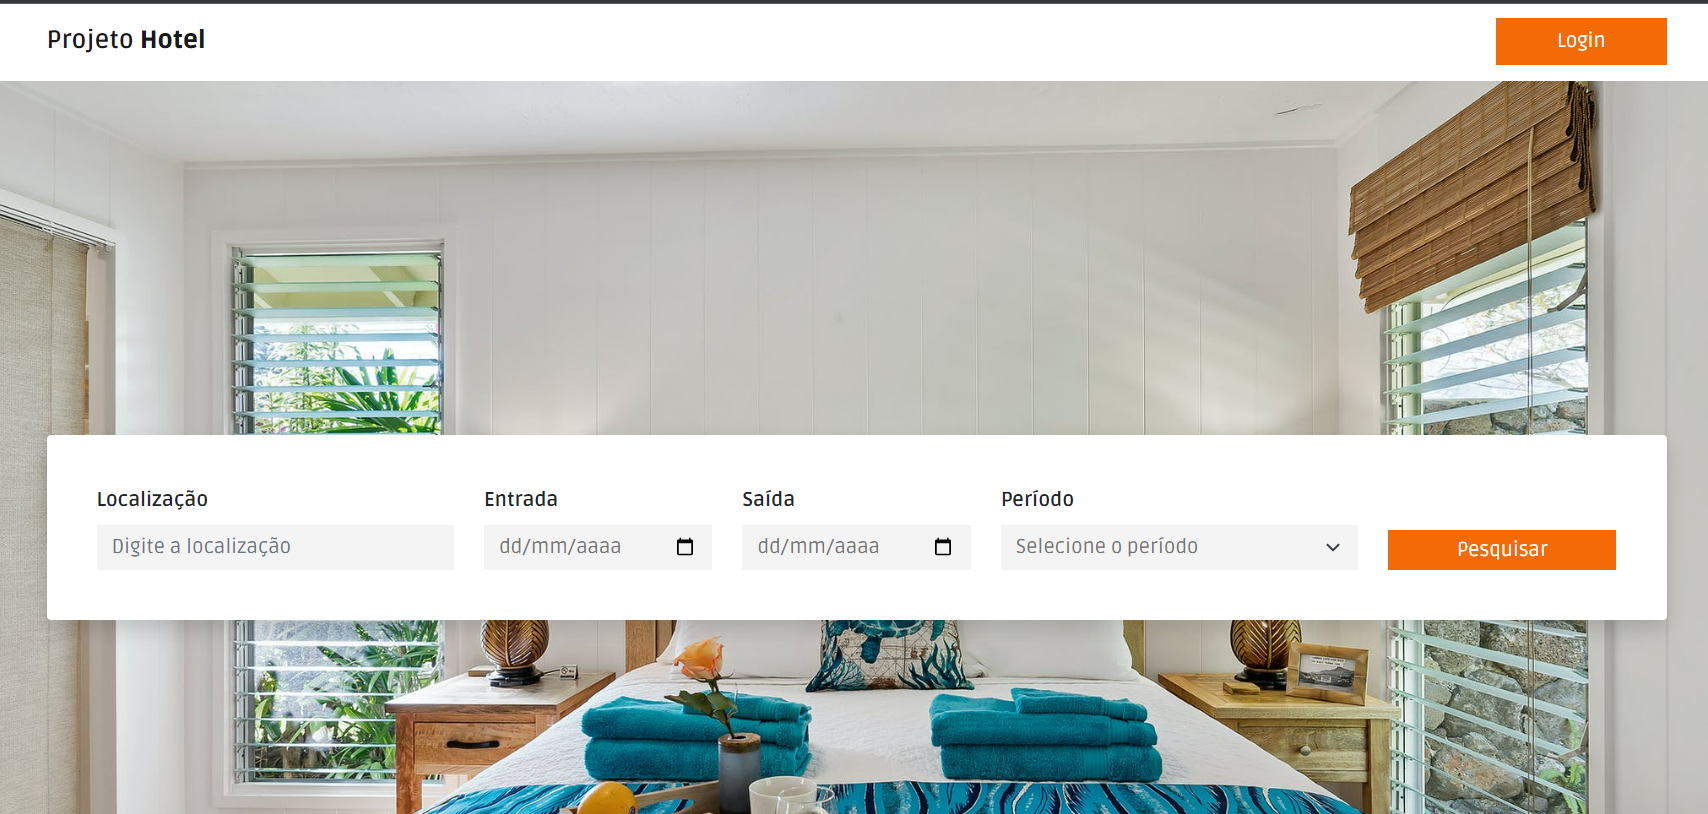 Projeto Hotel
Login
Localização
Entrada
Saída
Período
Digite a localização
dd/mm/aaaa
dd/mm/aaaa
Selecione o período
Pesquisar